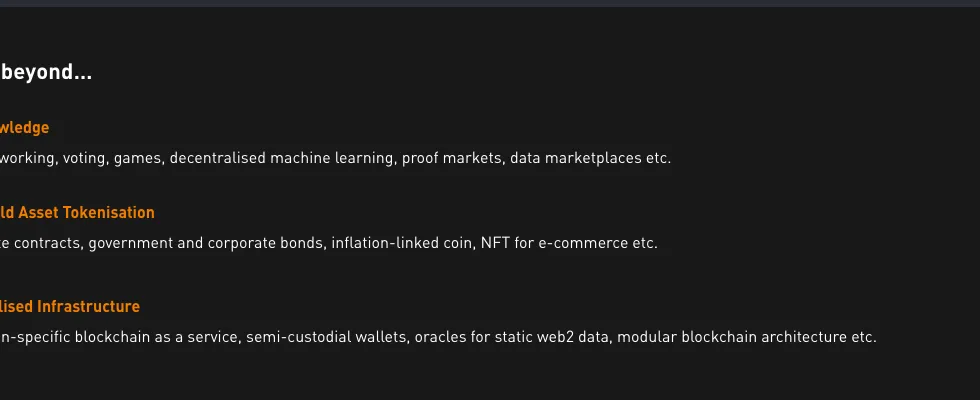 beyond...
wledge
working, voting, games, decentralised machine learning, proof markets, data marketplaces etc.
ld Asset Tokenisation
te contracts, government and corporate bonds, inflation-linked coin, NFT for e-commerce etc.
lised Infrastructure
n-specific blockchain as a service, semi-custodial wallets, oracles for static web2 data, modular blockchain architecture etc.